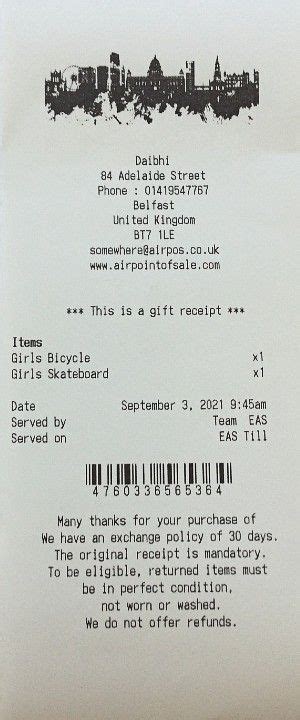 Daibhi
84 Adelaide Street
Phone : 01419547767
Belfast
United Kingdom
BT7 1LE
somewhere@airpos.co.uk
www.airpointofsale.com
*** This is a gift receipt ***
Items
Girls Bicycle x1
Girls Skateboard x1
Date September 3, 2021 9:45am
Served by Team EAS
Served on EAS Till
4760336565364
Many thanks for your purchase of
We have an exchange policy of 30 days.
The original receipt is mandatory.
To be eligible, returned items must
be in perfect condition,
not worn or washed.
We do not offer refunds.